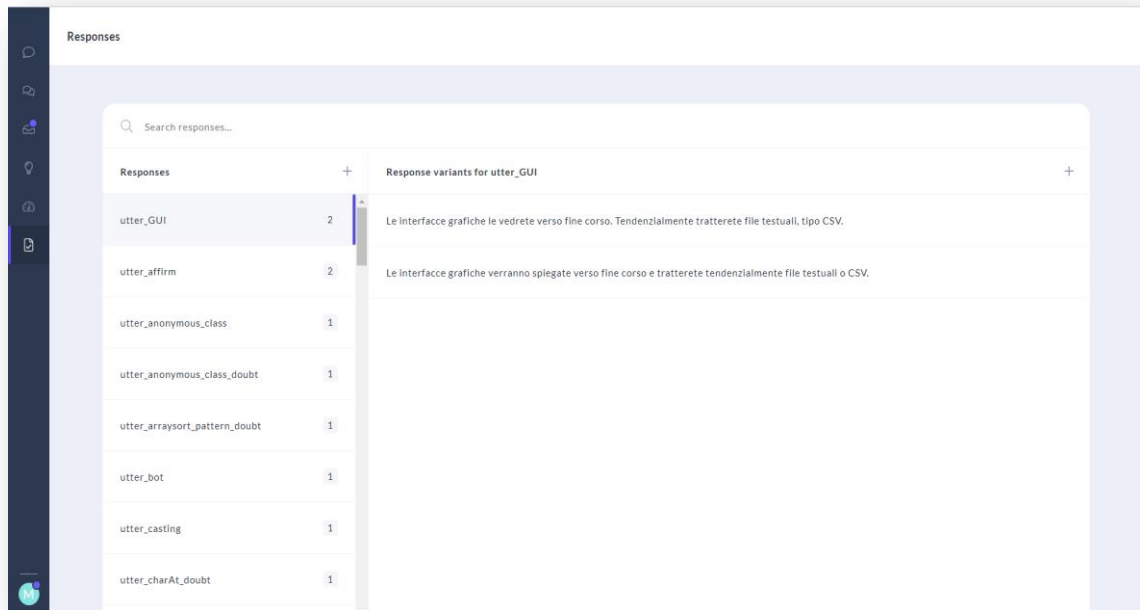 Responses
Search responses...
Responses +
Response variants for utter_GUI +
utter_GUI 2
Le interfacce grafiche le vedrete verso fine corso. Tendenzialmente tratterete file testuali, tipo CSV.
utter_affirm 2
Le interfacce grafiche verranno spiegate verso fine corso e tratterete tendenzialmente file testuali o CSV.
utter_anonymous_class 1
utter_anonymous_class_doubt 1
utter_arraysort_pattern_doubt 1
utter_bot 1
utter_casting 1
utter_charAt_doubt 1
M